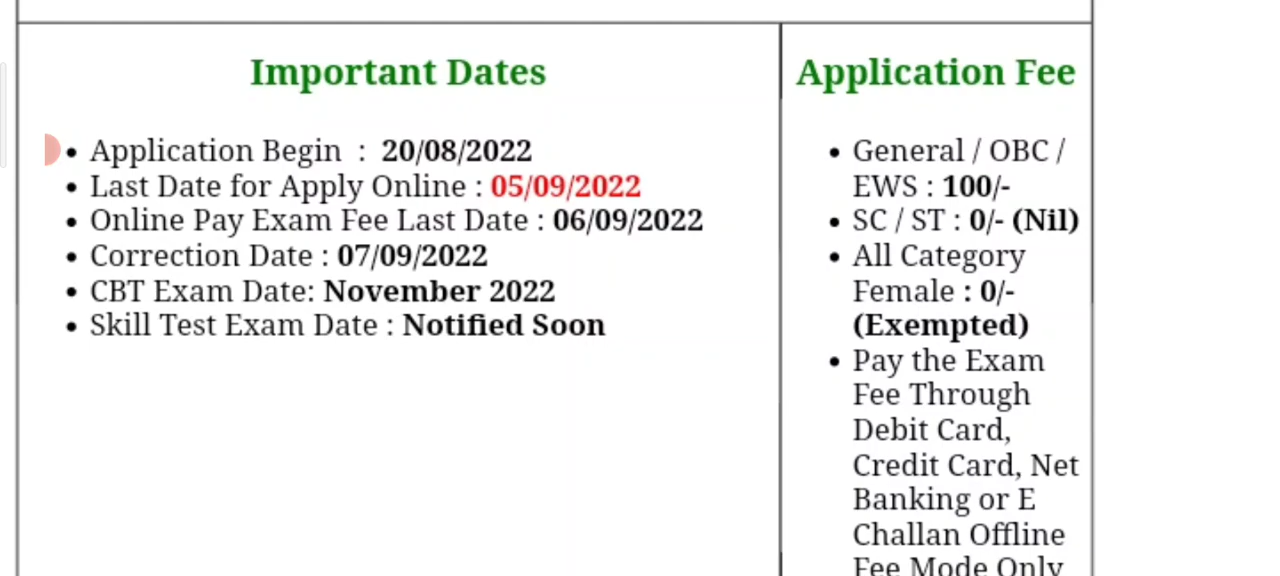 Important Dates
Application Begin : 20/08/2022
Last Date for Apply Online : 05/09/2022
Online Pay Exam Fee Last Date : 06/09/2022
Correction Date : 07/09/2022
CBT Exam Date: November 2022
Skill Test Exam Date : Notified Soon
Application Fee
General / OBC /
EWS : 100/-
SC / ST : 0/- (Nil)
All Category
Female : 0/-
(Exempted)
Pay the Exam
Fee Through
Debit Card,
Credit Card, Net
Banking or E
Challan Offline
Fee Mode Only